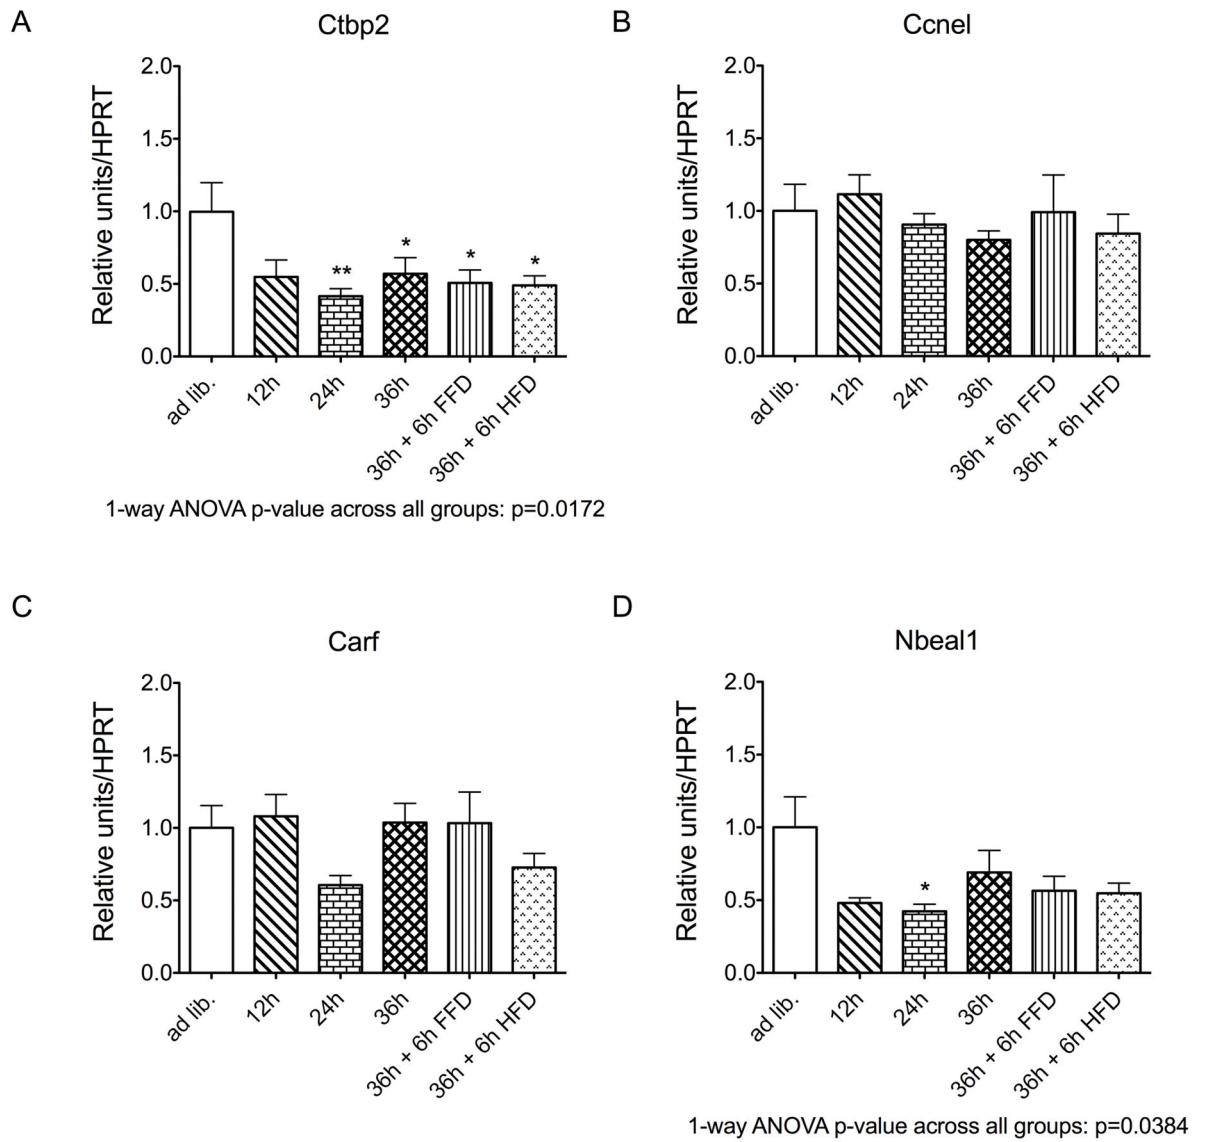 A
Ctbp2
Relative units/HPRT
2.0
1.5
1.0
0.5
0.0
**
*
*
*
ad lib.
12h
24h
36h
36h + 6h FFD
36h + 6h HFD
1-way ANOVA p-value across all groups: p=0.0172
B
Ccnel
Relative units/HPRT
2.0
1.5
1.0
0.5
0.0
ad lib.
12h
24h
36h
36h + 6h FFD
36h + 6h HFD
C
Carf
Relative units/HPRT
2.0
1.5
1.0
0.5
0.0
ad lib.
12h
24h
36h
36h + 6h FFD
36h + 6h HFD
D
Nbeal1
Relative units/HPRT
2.0
1.5
1.0
0.5
0.0
*
ad lib.
12h
24h
36h
36h + 6h FFD
36h + 6h HFD
1-way ANOVA p-value across all groups: p=0.0384